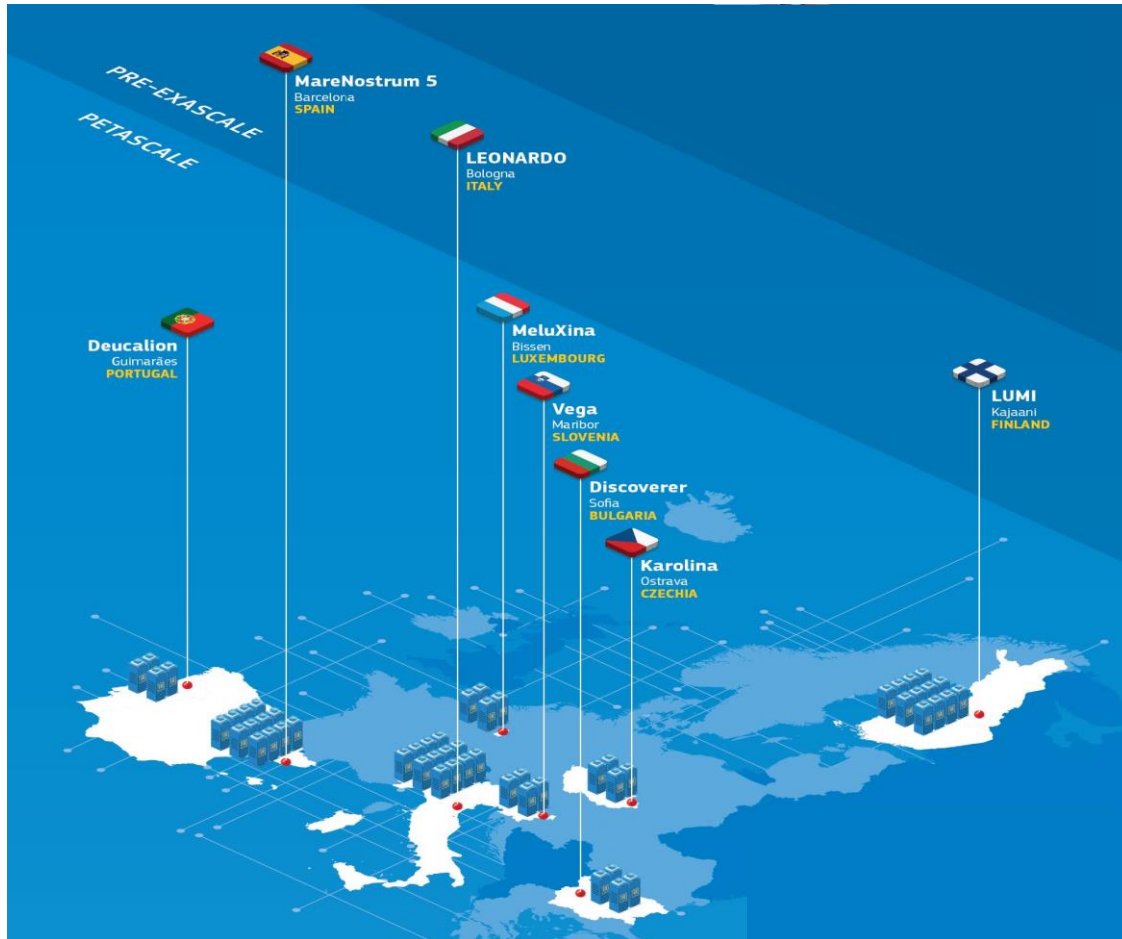 PRE-EXASCALE
PETASCALE
MareNostrum 5
Barcelona
SPAIN
LEONARDO
Bologna
ITALY
Deucalion
Guimarães
PORTUGAL
MeluXina
Bissen
LUXEMBOURG
Vega
Maribor
SLOVENIA
LUMI
Kajaani
FINLAND
Discoverer
Sofia
BULGARIA
Karolina
Ostrava
CZECHIA